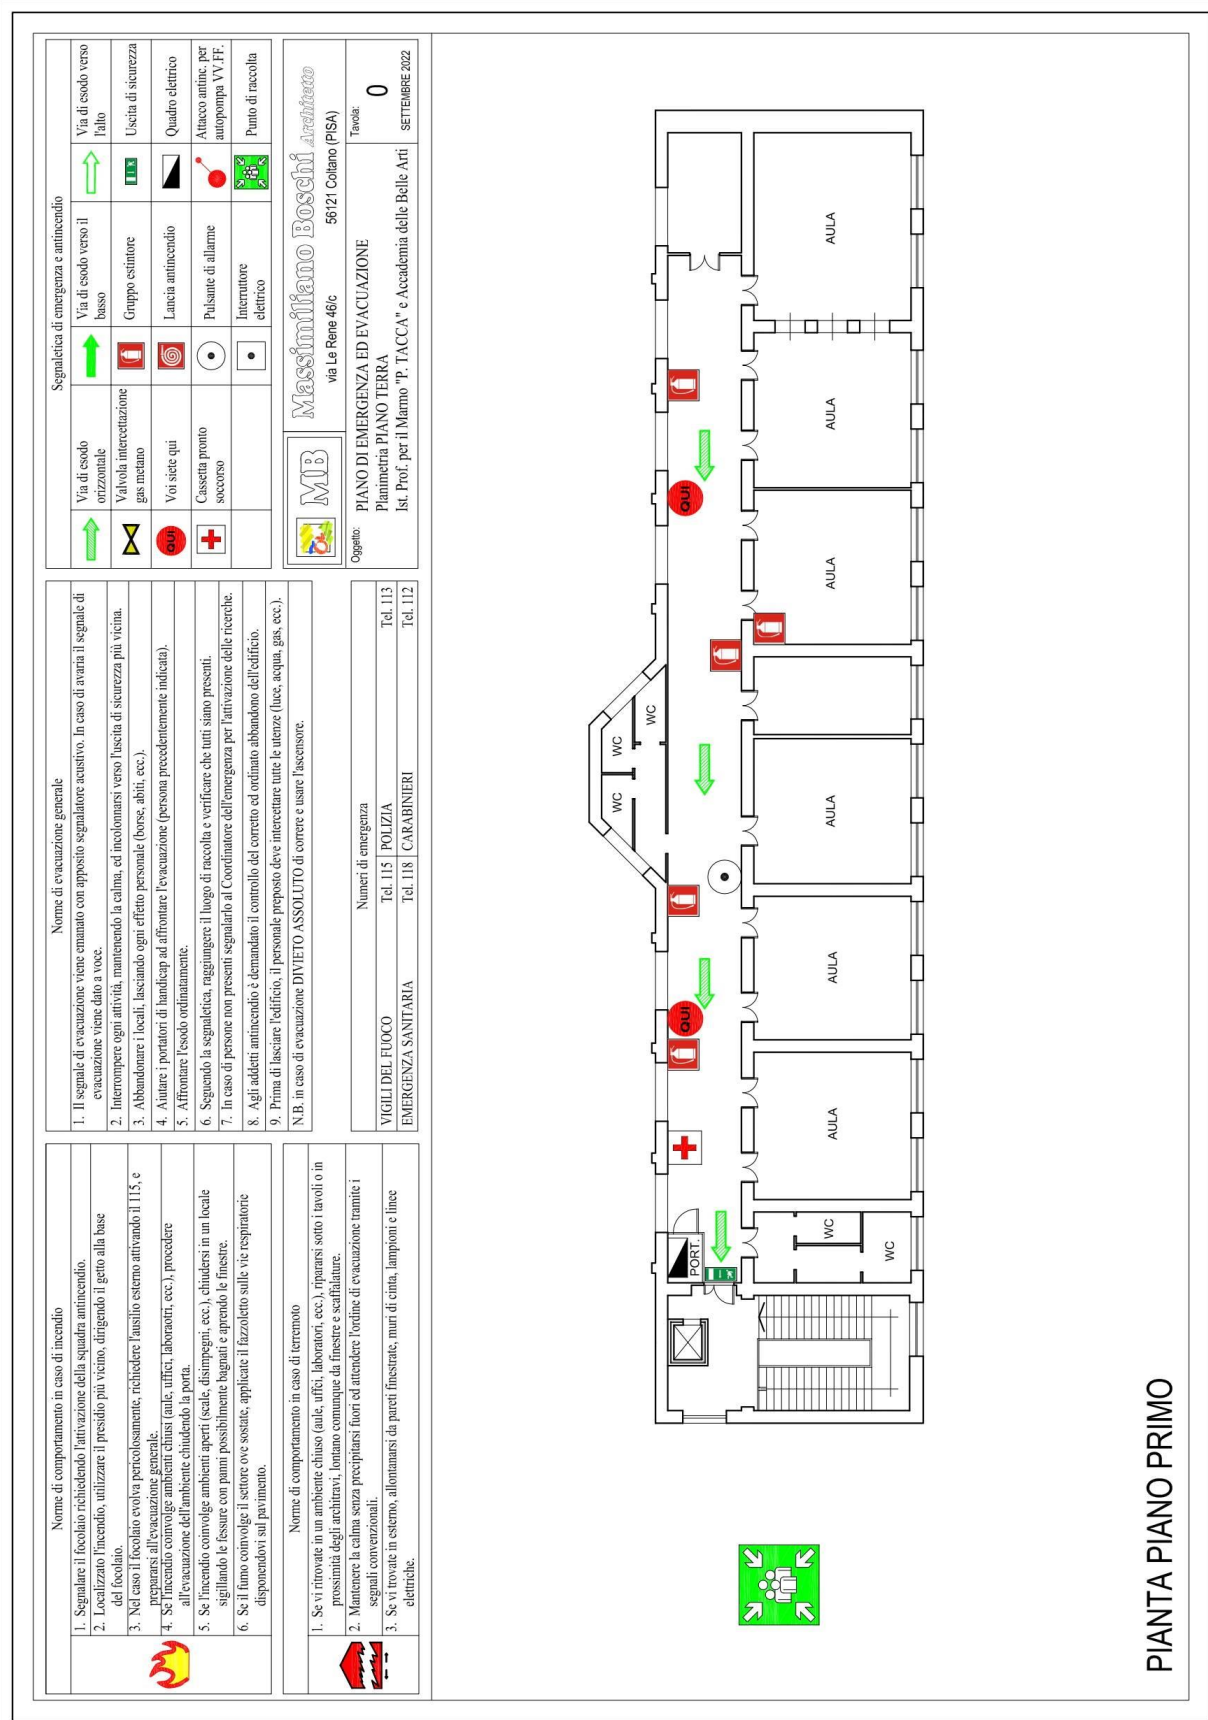 Norme di comportamento in caso di incendio
1. Segnalare il focolaio richiedendo l'attivazione della squadra antincendio.
2. Localizzato l'incendio, utilizzare il presidio più vicino, dirigendo il getto alla base
del focolaio.
3. Nel caso il focolaio evolva pericolosamente, richiedere l'ausilio esterno attivando il 115, e
prepararsi all'evacuazione generale.
4. Se l'incendio coinvolge ambienti chiusi (aule, uffici, laboraotri, ecc.), procedere
all'evacuazione dell'ambiente chiudendo la porta.
5. Se l'incendio coinvolge ambienti aperti (scale, disimpegni, ecc.), chiudersi in un locale
sigillando le fessure con panni possibilmente bagnati e aprendo le finestre.
6. Se il fumo coinvolge il settore ove sostate, applicate il fazzoletto sulle vie respiratorie
disponendovi sul pavimento.
Norme di comportamento in caso di terremoto
1. Se vi ritrovate in un ambiente chiuso (aule, uffici, laboratori, ecc.), ripararsi sotto i tavoli o in
prossimità degli architravi, lontano comunque da finestre e scaffalature.
2. Mantenere la calma senza precipitarsi fuori ed attendere l'ordine di evacuazione tramite i
segnali convenzionali.
3. Se vi trovate in esterno, allontanarsi da pareti finestrate, muri di cinta, lampioni e linee
elettriche.
Norme di evacuazione generale
1. Il segnale di evacuazione viene emanato con apposito segnalatore acustivo. In caso di avaria il segnale di
evacuazione viene dato a voce.
2. Interrompere ogni attività, mantenendo la calma, ed incolonnarsi verso l'uscita di sicurezza più vicina.
3. Abbandonare i locali, lasciando ogni effetto personale (borse, abiti, ecc.).
4. Aiutare i portatori di handicap ad affrontare l'evacuazione (persona precedentemente indicata).
5. Affrontare l'esodo ordinatamente.
6. Seguendo la segnaletica, raggiungere il luogo di raccolta e verificare che tutti siano presenti.
7. In caso di persone non presenti segnalarlo al Coordinatore dell'emergenza per l'attivazione delle ricerche.
8. Agli addetti antincendio è demandato il controllo del corretto ed ordinato abbandono dell'edificio.
9. Prima di lasciare l'edificio, il personale preposto deve intercettare tutte le utenze (luce, acqua, gas, ecc.).
N.B. in caso di evacuazione DIVIETO ASSOLUTO di correre e usare l'ascensore.
Numeri di emergenza
VIGILI DEL FUOCO Tel. 115 POLIZIA Tel. 113
EMERGENZA SANITARIA Tel. 118 CARABINIERI Tel. 112
Segnaletica di emergenza e antincendio
Via di esodo
orizzontale
Via di esodo verso il
basso
Via di esodo verso
l'alto
Valvola intercettazione
gas metano
Gruppo estintore
Uscita di sicurezza
QUI
Voi siete qui
Lancia antincendio
Quadro elettrico
Cassetta pronto
soccorso
Pulsante di allarme
Attacco antinc. per
autopompa VV.FF.
Interruttore
elettrico
Punto di raccolta
MB
Massimiliano Boschi Architetto
via Le Rene 46/c 56121 Coltano (PISA)
Oggetto:
PIANO DI EMERGENZA ED EVACUAZIONE
Planimetria PIANO TERRA
Ist. Prof. per il Marmo "P. TACCA" e Accademia delle Belle Arti
Tavola:
0
SETTEMBRE 2022
WC
WC
WC
PORT.
QUI
QUI
WC
WC
AULA
AULA
AULA
AULA
AULA
AULA
PIANTA PIANO PRIMO